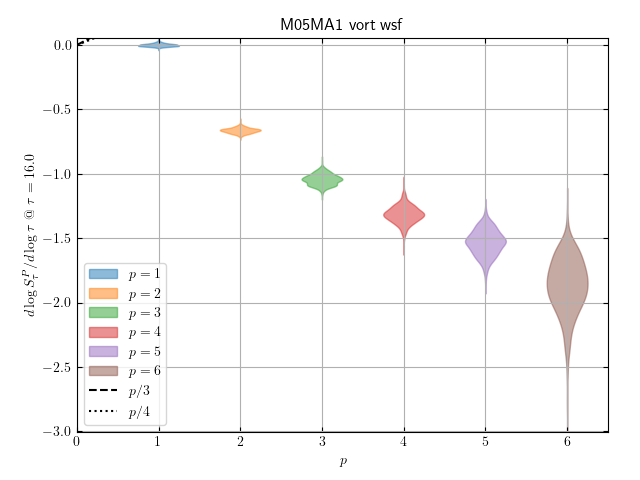 M05MA1 vort wsf
d log S_τ^P / d log τ @ τ = 16.0
0.0
−0.5
−1.0
−1.5
−2.0
−2.5
−3.0
p = 1
p = 2
p = 3
p = 4
p = 5
p = 6
p/3
p/4
0 1 2 3 4 5 6
p